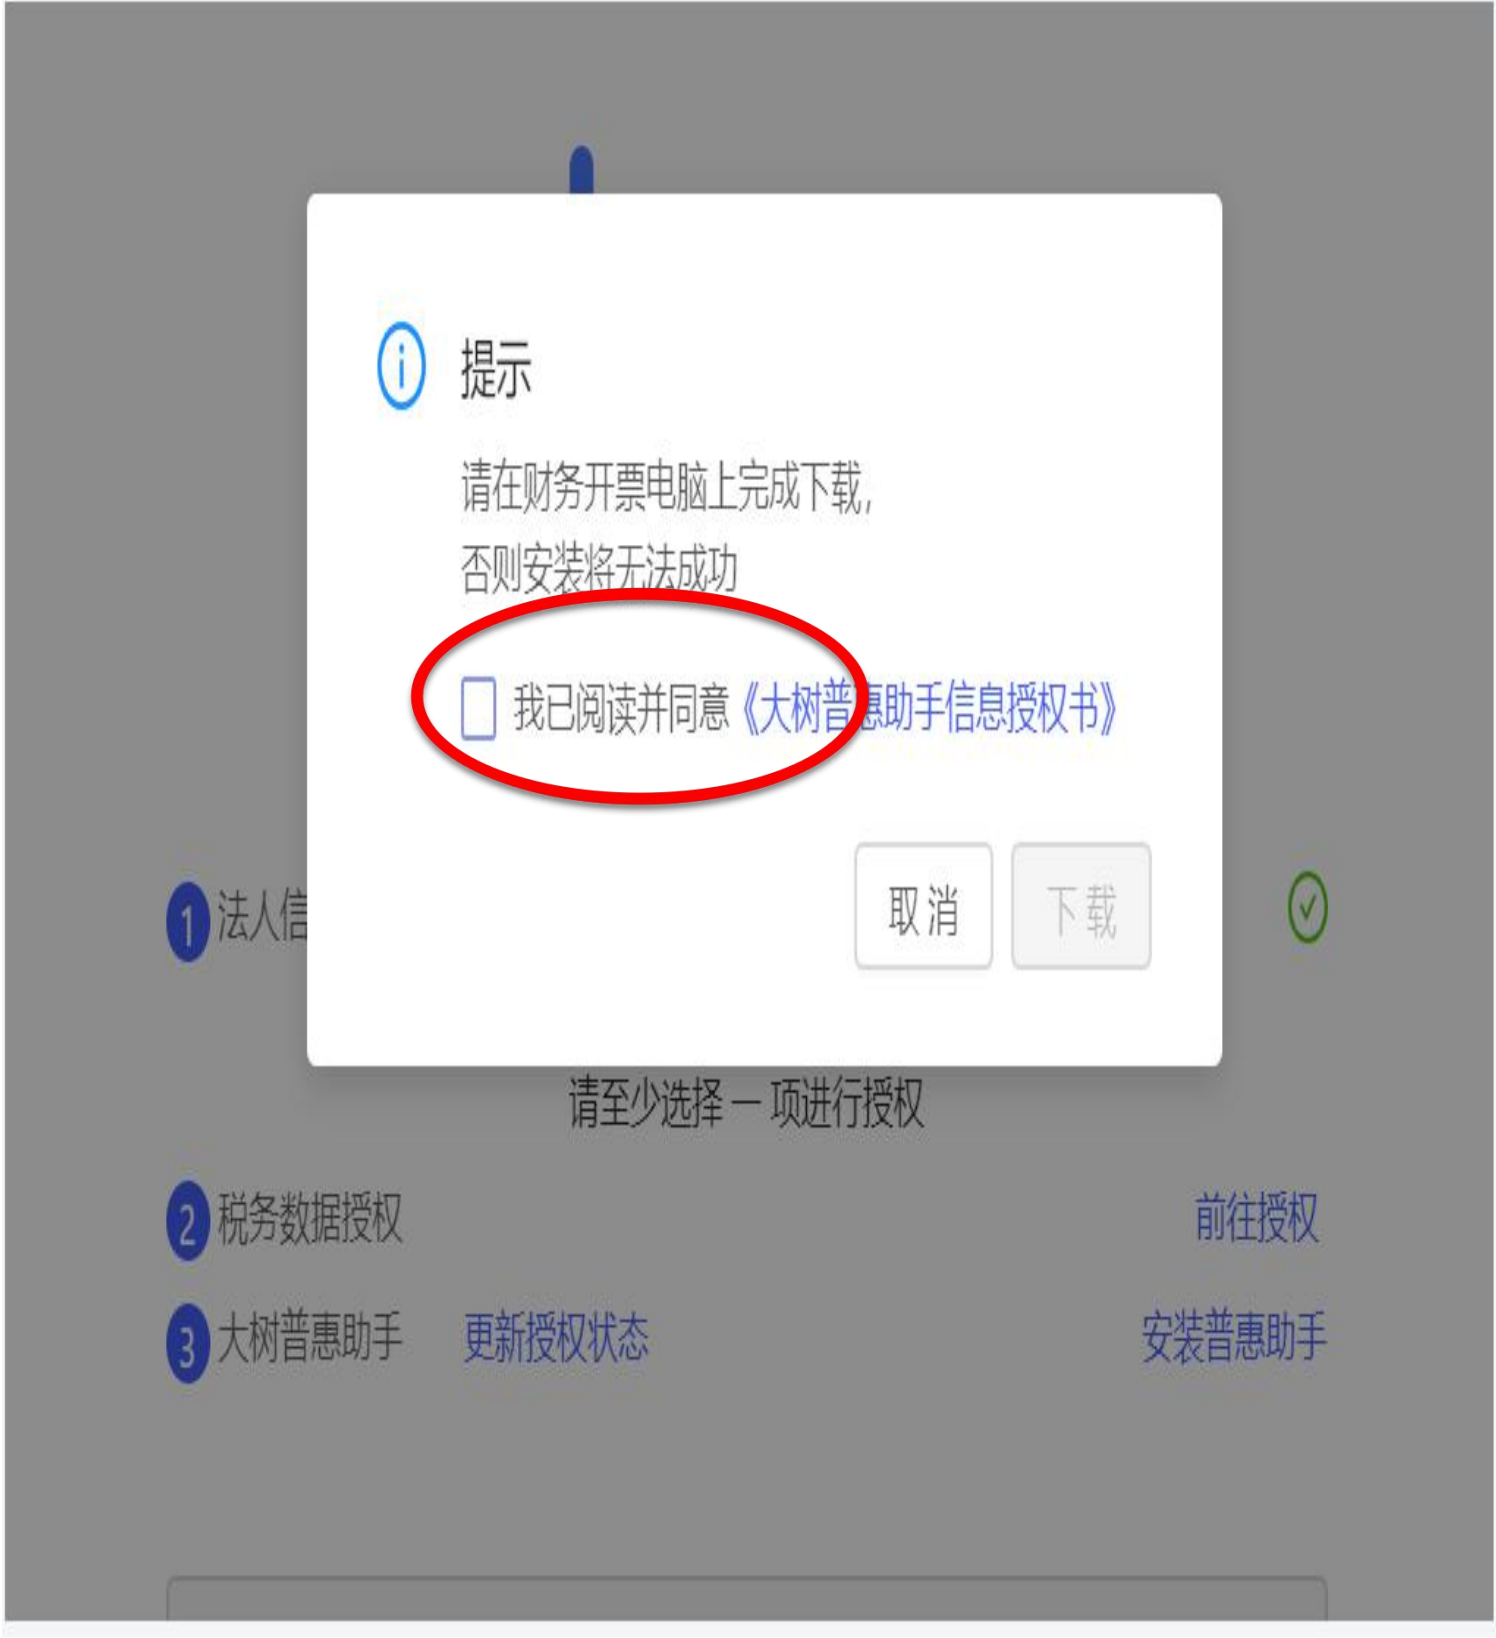 提示
请在财务开票电脑上完成下载,
否则安装将无法成功
我已阅读并同意《大树普惠助手信息授权书》
取消 下载
1 法人信
请至少选择一项进行授权
2 税务数据授权 前往授权
3 大树普惠助手 更新授权状态 安装普惠助手